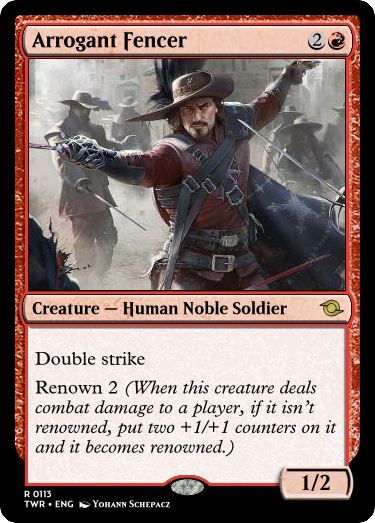 Arrogant Fencer 2
Creature — Human Noble Soldier
Double strike
Renown 2 (When this creature deals
combat damage to a player, if it isn't
renowned, put two +1/+1 counters on it
and it becomes renowned.)
1/2
R 0113
TWR • ENG Yohann Schepacz